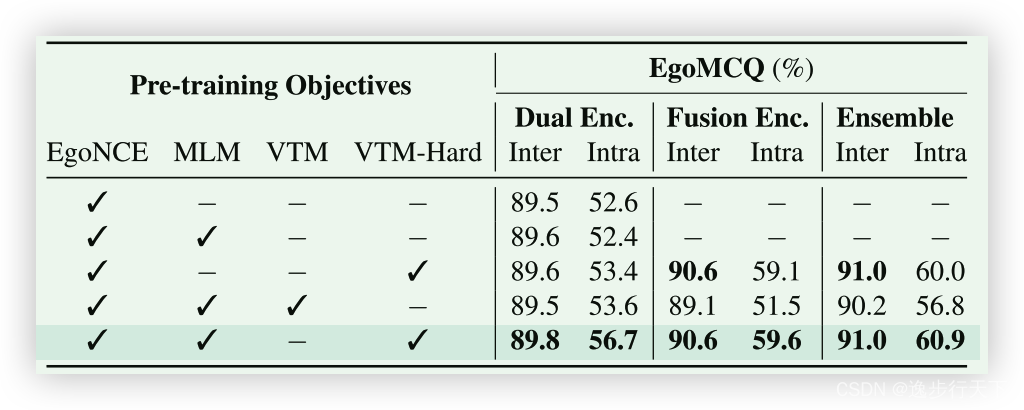 EgoMCQ (%)
Pre-training Objectives
Dual Enc. Fusion Enc. Ensemble
EgoNCE MLM VTM VTM-Hard Inter Intra Inter Intra Inter Intra
✓ – – – 89.5 52.6 – – – –
✓ ✓ – – 89.6 52.4 – – – –
✓ – – ✓ 89.6 53.4 90.6 59.1 91.0 60.0
✓ ✓ ✓ – 89.5 53.6 89.1 51.5 90.2 56.8
✓ ✓ – ✓ 89.8 56.7 90.6 59.6 91.0 60.9
CSDN @逸步行天下